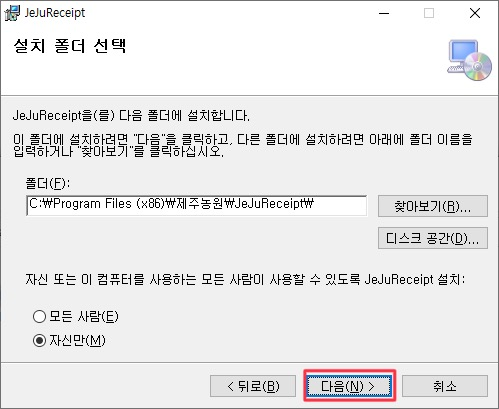 JeJuReceipt
설치 폴더 선택
JeJuReceipt을(를) 다음 폴더에 설치합니다.
이 폴더에 설치하려면 "다음"을 클릭하고, 다른 폴더에 설치하려면 아래에 폴더 이름을
입력하거나 "찾아보기"를 클릭하십시오.
폴더(F):
C:₩Program Files (x86)₩제주농원₩JeJuReceipt₩
찾아보기(R)...
디스크 공간(D)...
자신 또는 이 컴퓨터를 사용하는 모든 사람이 사용할 수 있도록 JeJuReceipt 설치:
모든 사람(E)
자신만(M)
< 뒤로(B)
다음(N) >
취소